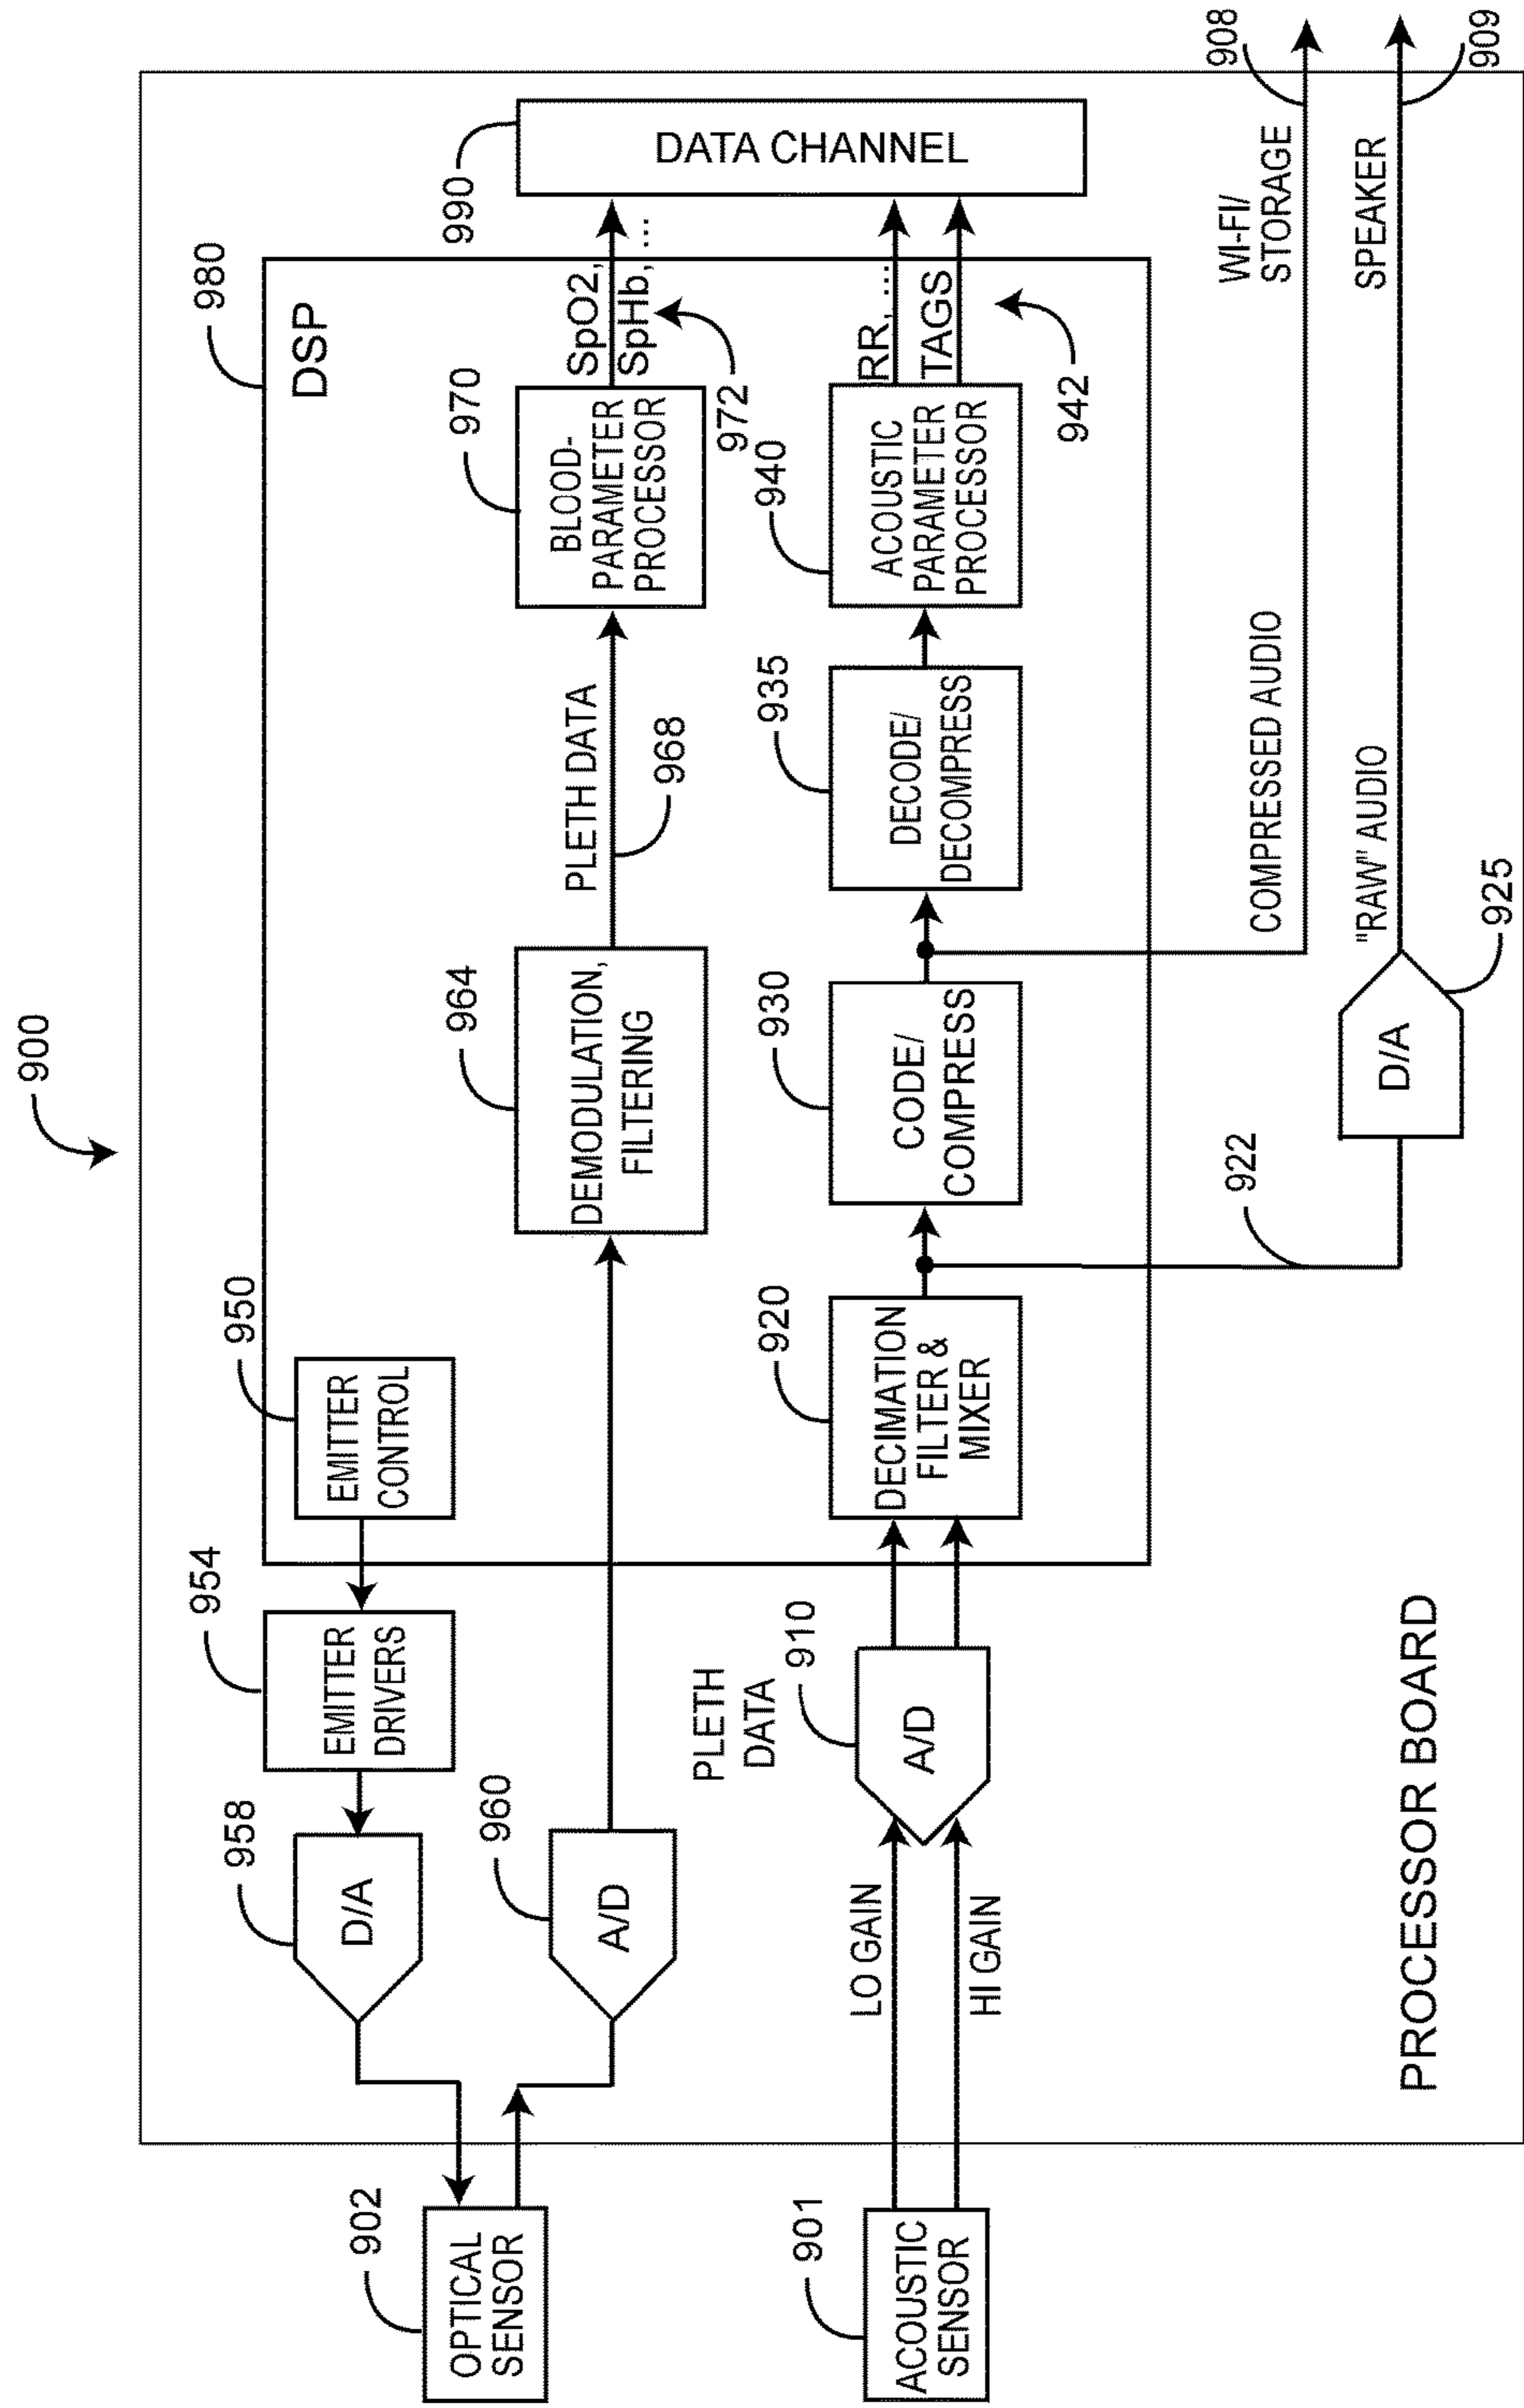 900
980
DSP
990
DATA CHANNEL
950
EMITTER
CONTROL
954
EMITTER
DRIVERS
958
D/A
902
OPTICAL
SENSOR
960
A/D
964
DEMODULATION,
FILTERING
PLETH DATA
968
970
BLOOD-
PARAMETER
PROCESSOR
SpO2,
SpHb, ...
972
901
ACOUSTIC
SENSOR
LO GAIN
HI GAIN
PLETH
DATA
910
A/D
920
DECIMATION
FILTER &
MIXER
930
CODE/
COMPRESS
935
DECODE/
DECOMPRESS
940
ACOUSTIC
PARAMETER
PROCESSOR
RR, ...
TAGS
942
922
COMPRESSED AUDIO
WI-FI/
STORAGE
908
D/A
925
"RAW" AUDIO
SPEAKER
909
PROCESSOR BOARD